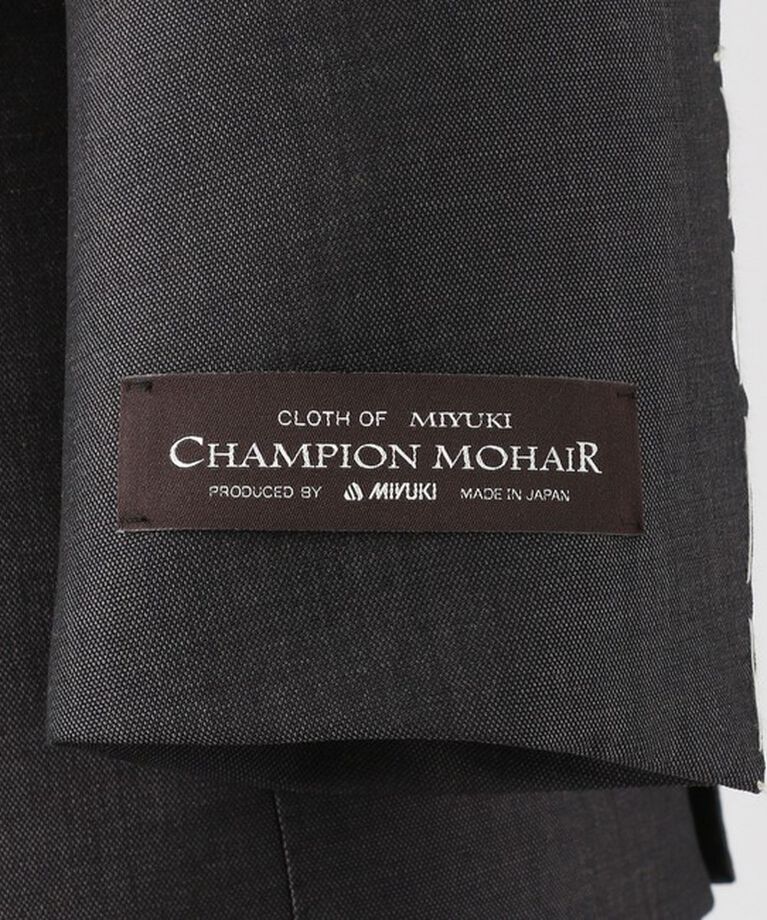 CLOTH OF MIYUKI
CHAMPION MOHAIR
PRODUCED BY MIYUKI MADE IN JAPAN